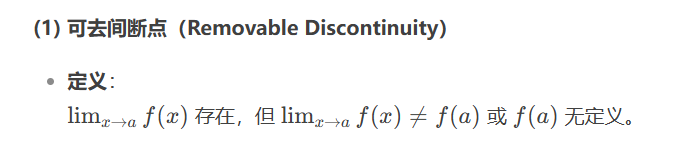 (1) 可去间断点（Removable Discontinuity）
• 定义：
lim_{x→a} f(x) 存在，但 lim_{x→a} f(x) ≠ f(a) 或 f(a) 无定义。